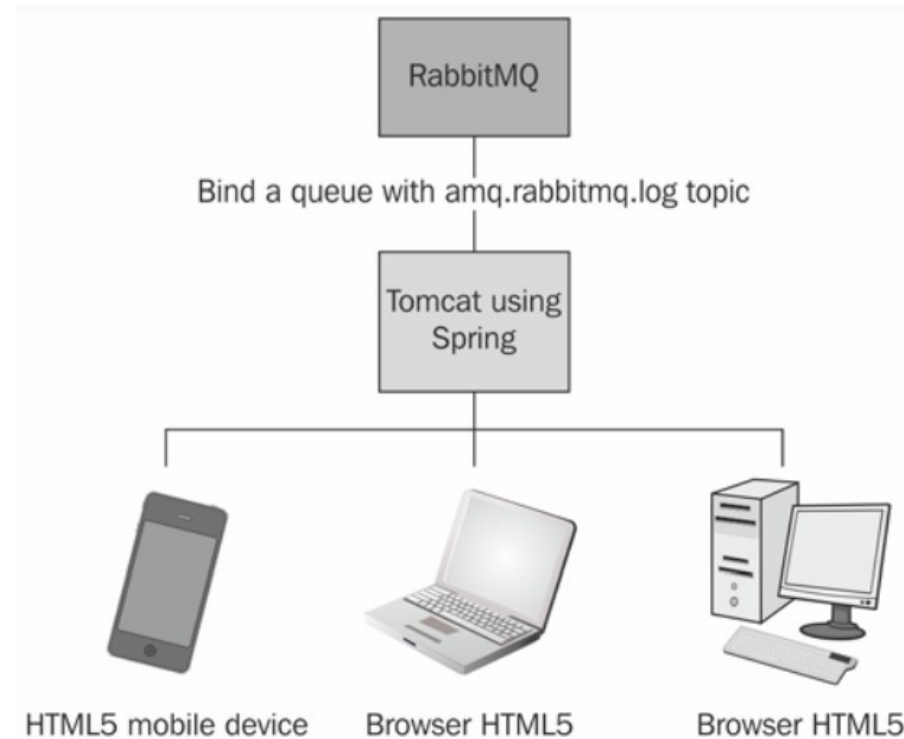 RabbitMQ
Bind a queue with amq.rabbitmq.log topic
Tomcat using
Spring
HTML5 mobile device
Browser HTML5
Browser HTML5